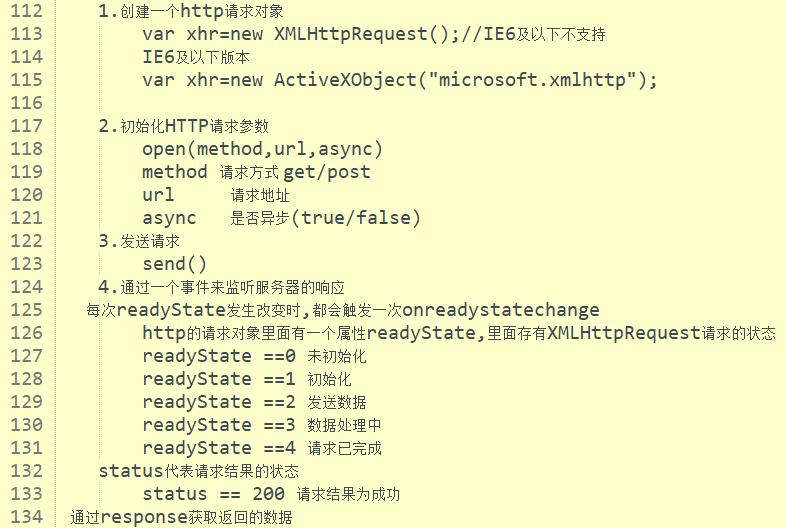 112 1.创建一个http请求对象
113 var xhr=new XMLHttpRequest();//IE6及以下不支持
114 IE6及以下版本
115 var xhr=new ActiveXObject("microsoft.xmlhttp");
116
117 2.初始化HTTP请求参数
118 open(method,url,async)
119 method 请求方式 get/post
120 url 请求地址
121 async 是否异步(true/false)
122 3.发送请求
123 send()
124 4.通过一个事件来监听服务器的响应
125 每次readyState发生改变时,都会触发一次onreadystatechange
126 http的请求对象里面有一个属性readyState,里面存有XMLHttpRequest请求的状态
127 readyState ==0 未初始化
128 readyState ==1 初始化
129 readyState ==2 发送数据
130 readyState ==3 数据处理中
131 readyState ==4 请求已完成
132 status代表请求结果的状态
133 status == 200 请求结果为成功
134 通过response获取返回的数据